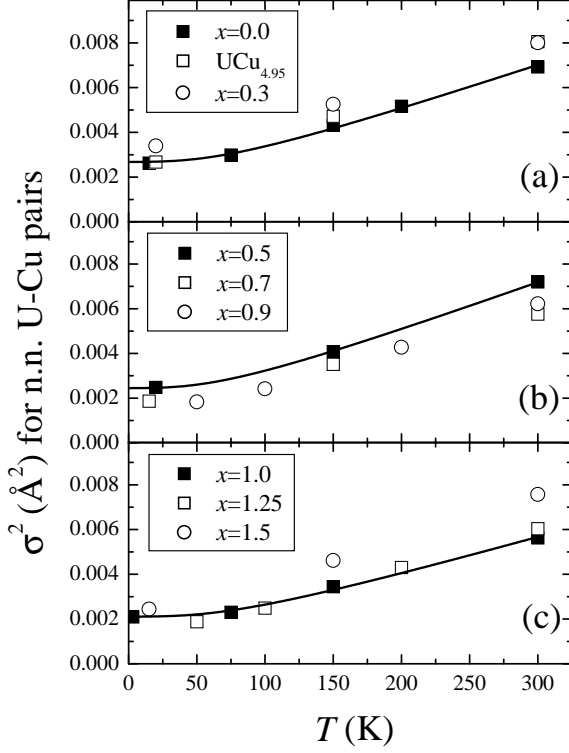 0.008
0.006
0.004
0.002
0.000
x=0.0
UCu4.95
x=0.3
(a)
0.008
0.006
0.004
0.002
0.000
x=0.5
x=0.7
x=0.9
(b)
0.008
0.006
0.004
0.002
0.000
x=1.0
x=1.25
x=1.5
(c)
0 50 100 150 200 250 300
T (K)
σ² (Å²) for n.n. U-Cu pairs